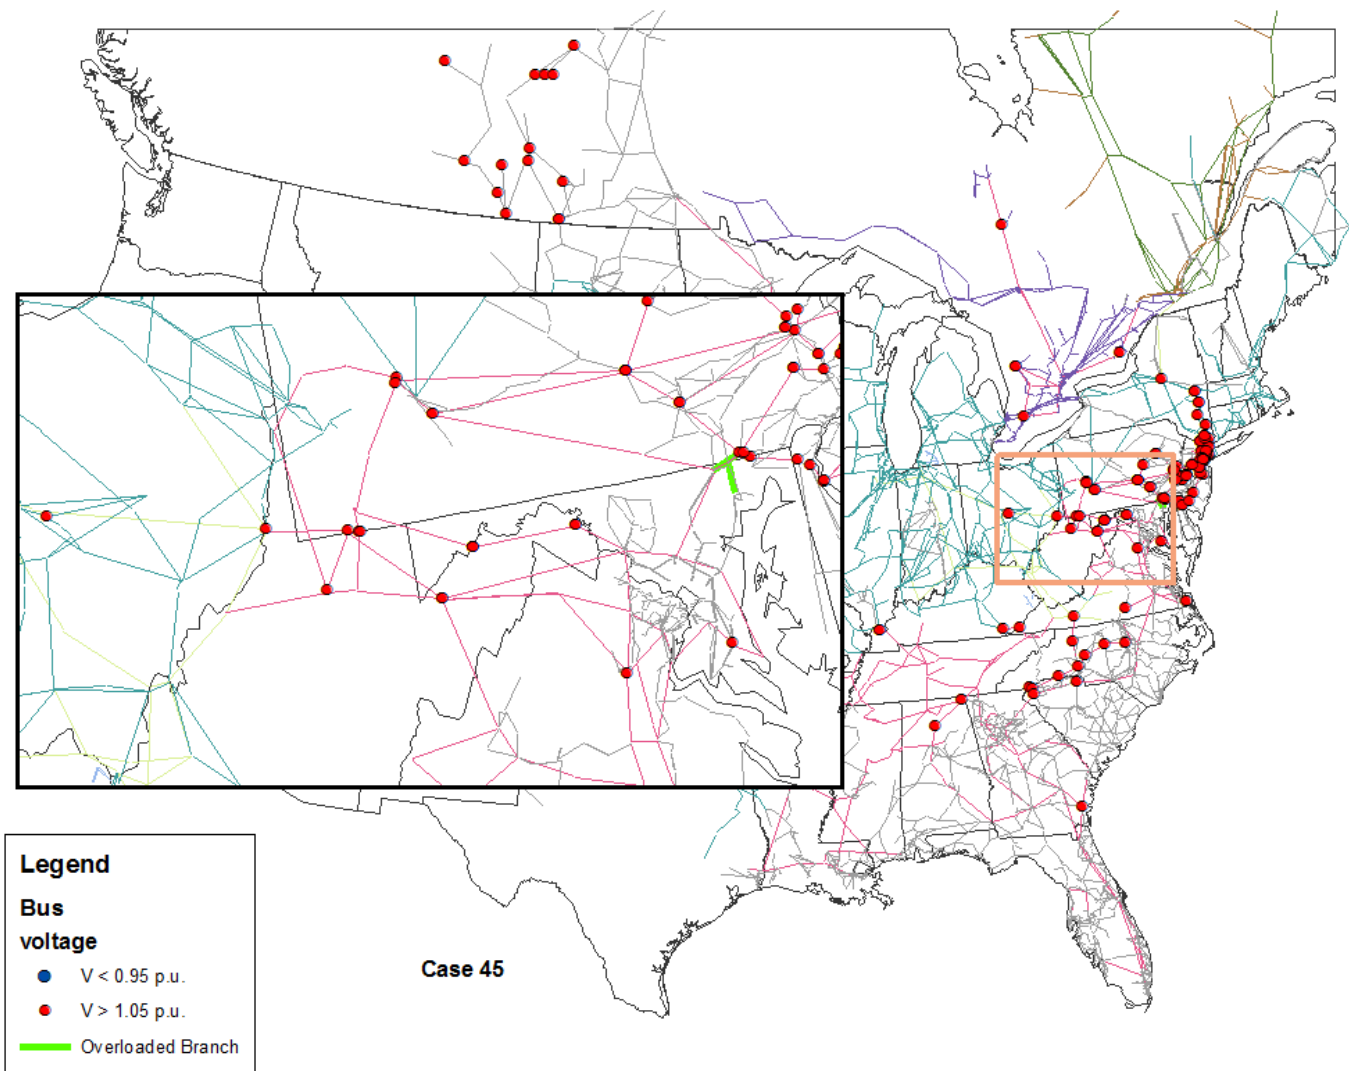 Case 45
Legend
Bus
voltage
V < 0.95 p.u.
V > 1.05 p.u.
Overloaded Branch